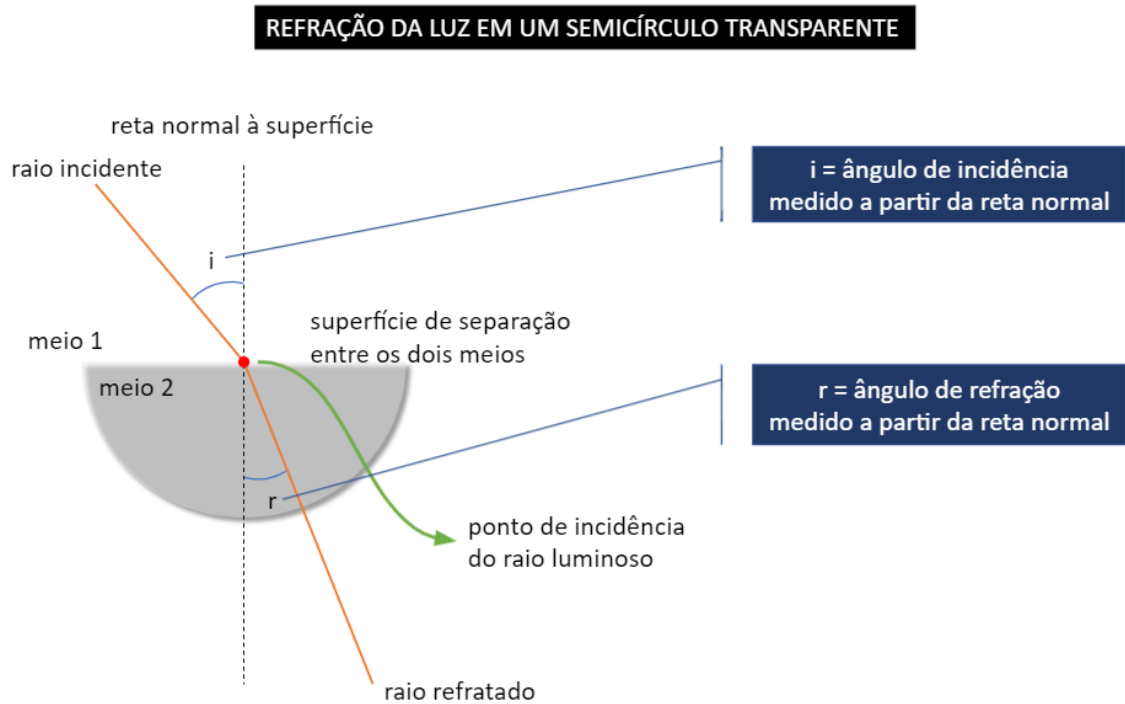 REFRAÇÃO DA LUZ EM UM SEMICÍRCULO TRANSPARENTE
reta normal à superfície
raio incidente
i = ângulo de incidência
medido a partir da reta normal
i
superfície de separação
entre os dois meios
meio 1
meio 2
r = ângulo de refração
medido a partir da reta normal
r
ponto de incidência
do raio luminoso
raio refratado